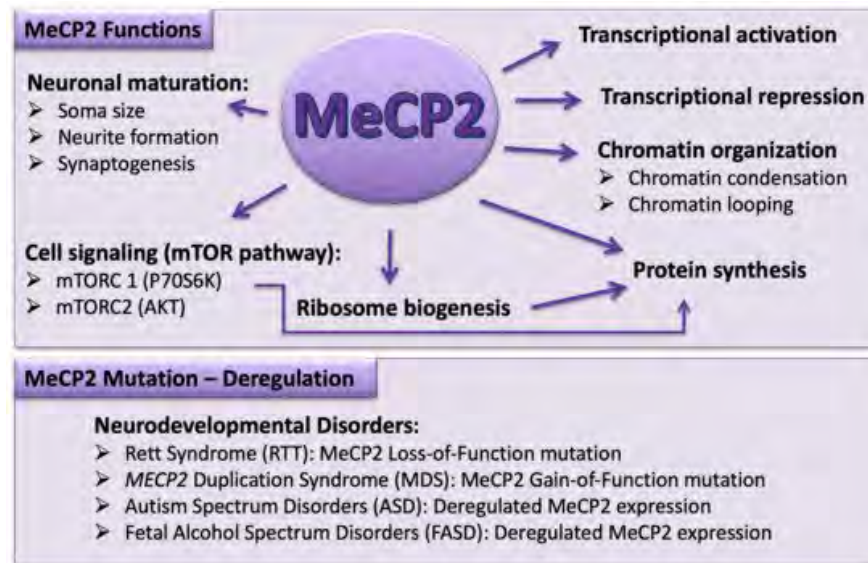 MeCP2 Functions
MeCP2
Neuronal maturation:
➢ Soma size
➢ Neurite formation
➢ Synaptogenesis
Cell signaling (mTOR pathway):
➢ mTORC 1 (P70S6K)
➢ mTORC2 (AKT)
Ribosome biogenesis
Transcriptional activation
Transcriptional repression
Chromatin organization
➢ Chromatin condensation
➢ Chromatin looping
Protein synthesis
MeCP2 Mutation – Deregulation
Neurodevelopmental Disorders:
➢ Rett Syndrome (RTT): MeCP2 Loss-of-Function mutation
➢ MECP2 Duplication Syndrome (MDS): MeCP2 Gain-of-Function mutation
➢ Autism Spectrum Disorders (ASD): Deregulated MeCP2 expression
➢ Fetal Alcohol Spectrum Disorders (FASD): Deregulated MeCP2 expression